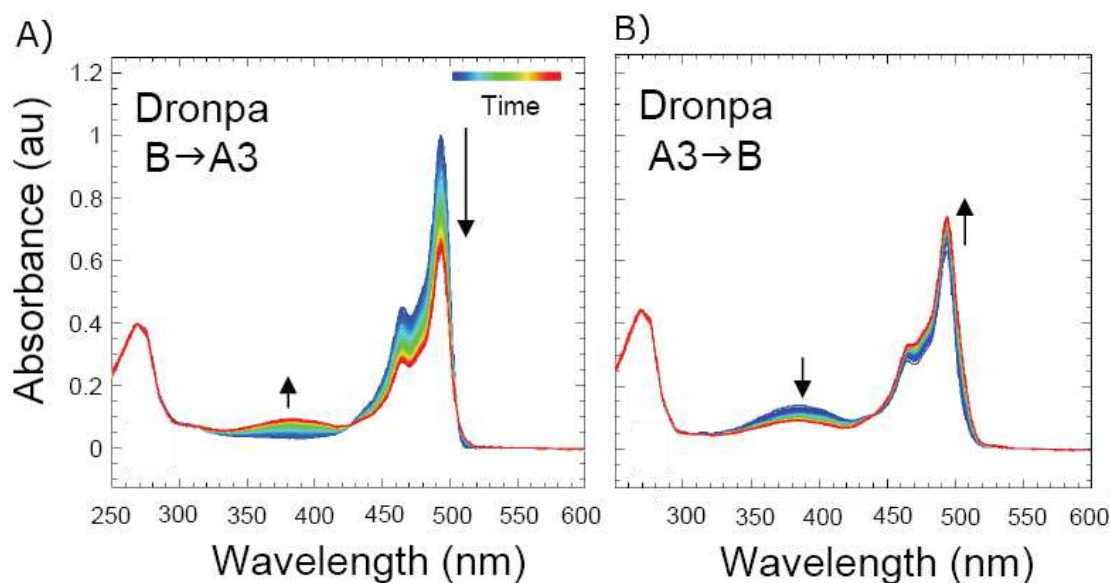 A)
Dronpa
B→A3
Time
1.2
1
0.8
0.6
0.4
0.2
0
Absorbance (au)
250 300 350 400 450 500 550 600
Wavelength (nm)
B)
Dronpa
A3→B
300 350 400 450 500 550 600
Wavelength (nm)